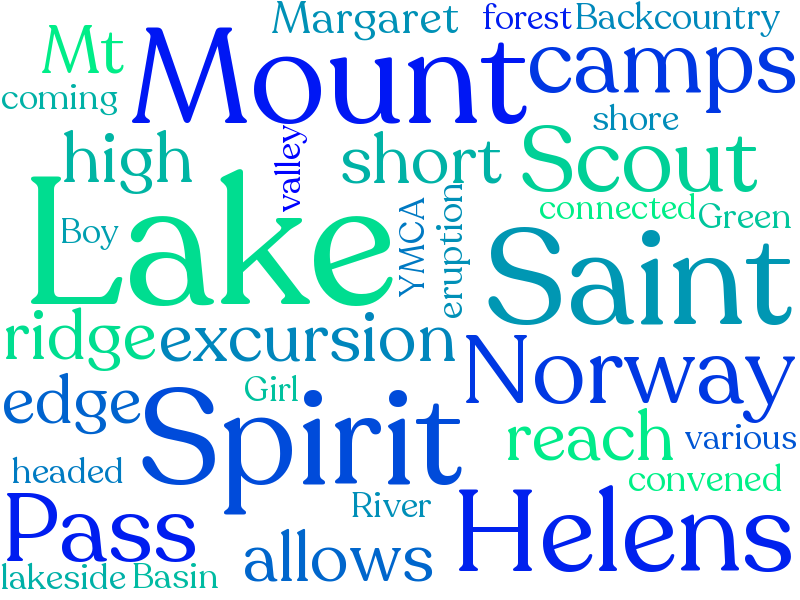 Margaret
forest
Backcountry
Mt
Mount
camps
coming
shore
high
valley
short
Scout
Lake
Boy
YMCA
eruption
connected
Green
Saint
ridge
excursion
Norway
edge
Girl
Spirit
reach
various
headed
convened
Pass
River
Helens
allows
lakeside
Basin